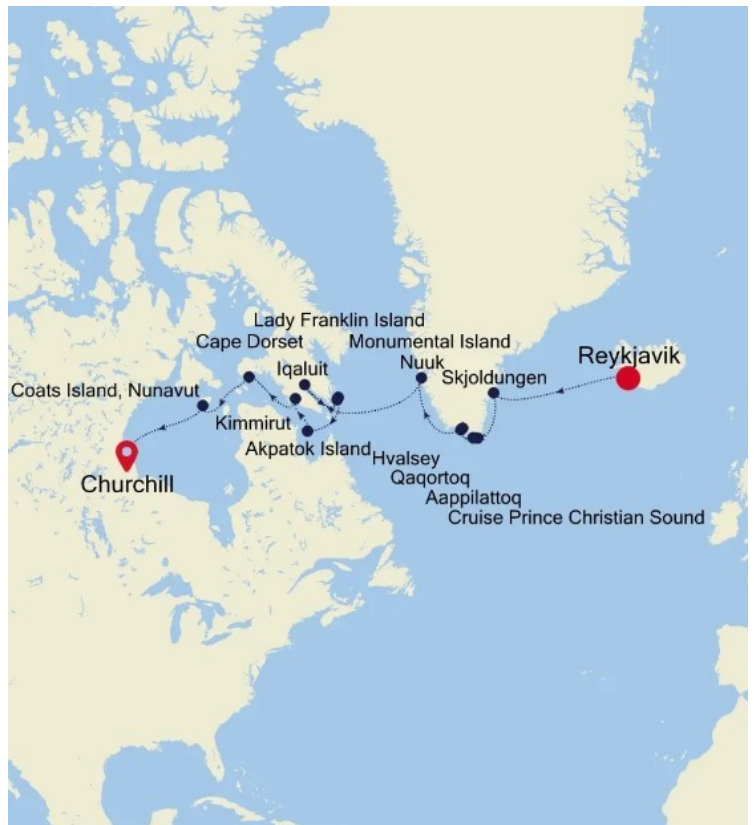 Lady Franklin Island
Cape Dorset
Monumental Island
Iqaluit
Nuuk
Reykjavik
Skjoldungen
Coats Island, Nunavut
Kimmirut
Akpatok Island
Hvalsey
Qaqortoq
Churchill
Aappilattoq
Cruise Prince Christian Sound